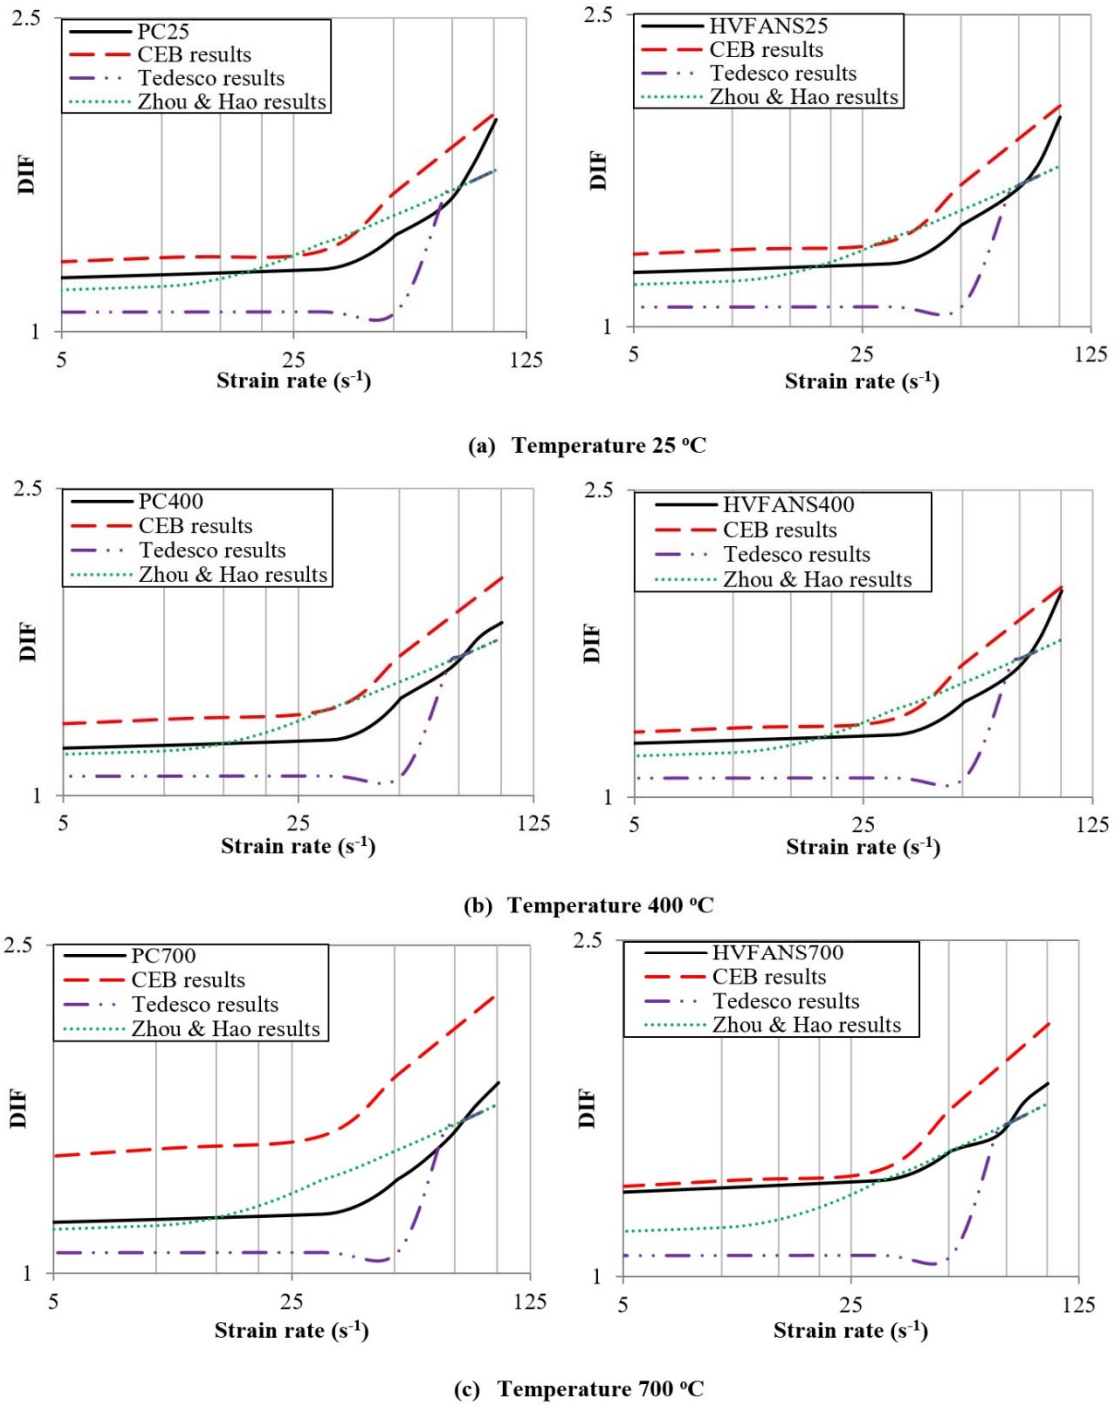 2.5
PC25
CEB results
Tedesco results
Zhou & Hao results
DIF
1
5
25
125
Strain rate (s-1)
2.5
HVFANS25
CEB results
Tedesco results
Zhou & Hao results
DIF
1
5
25
125
Strain rate (s-1)
(a) Temperature 25 oC
2.5
PC400
CEB results
Tedesco results
Zhou & Hao results
DIF
1
5
25
125
Strain rate (s-1)
2.5
HVFANS400
CEB results
Tedesco results
Zhou & Hao results
DIF
1
5
25
125
Strain rate (s-1)
(b) Temperature 400 oC
2.5
PC700
CEB results
Tedesco results
Zhou & Hao results
DIF
1
5
25
125
Strain rate (s-1)
2.5
HVFANS700
CEB results
Tedesco results
Zhou & Hao results
DIF
1
5
25
125
Strain rate (s-1)
(c) Temperature 700 oC